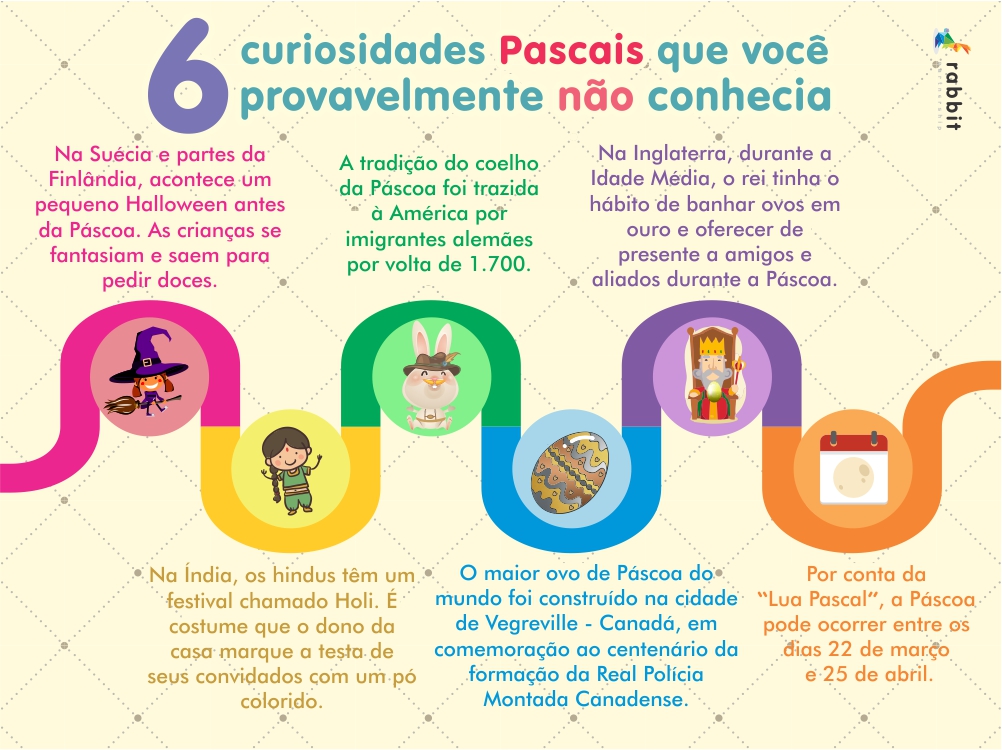 6
curiosidades Pascais que você
provavelmente não conhecia
rabbit
Na Suécia e partes da
Finlândia, acontece um
pequeno Halloween antes
da Páscoa. As crianças se
fantasiam e saem para
pedir doces.
A tradição do coelho
da Páscoa foi trazida
à América por
imigrantes alemães
por volta de 1.700.
Na Inglaterra, durante a
Idade Média, o rei tinha o
hábito de banhar ovos em
ouro e oferecer de
presente a amigos e
aliados durante a Páscoa.
Na Índia, os hindus têm um
festival chamado Holi. É
costume que o dono da
casa marque a testa de
seus convidados com um pó
colorido.
O maior ovo de Páscoa do
mundo foi construído na cidade
de Vegreville - Canadá, em
comemoração ao centenário da
formação da Real Polícia
Montada Canadense.
Por conta da
“Lua Pascal”, a Páscoa
pode ocorrer entre os
dias 22 de março
e 25 de abril.